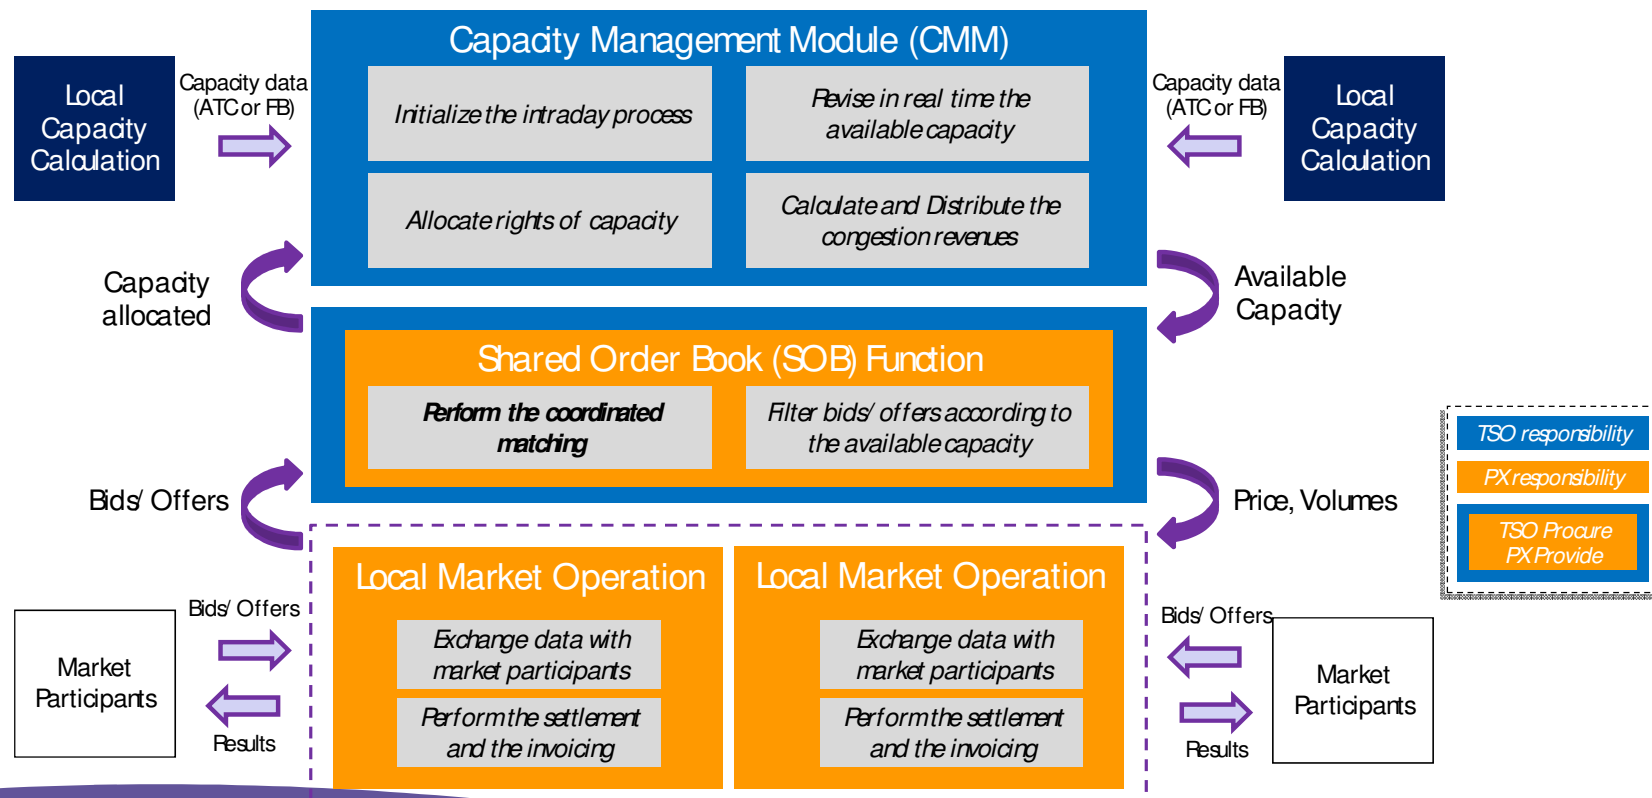 Capacity Management Module (CMM)
Local
Capacity
Calculation
Capacity data
(ATC or FB)
Initialize the intraday process
Revise in real time the
available capacity
Allocate rights of capacity
Calculate and Distribute the
congestion revenues
Capacity data
(ATC or FB)
Local
Capacity
Calculation
Capacity
allocated
Available
Capacity
Shared Order Book (SOB) Function
Perform the coordinated
matching
Filter bids/ offers according to
the available capacity
Bids/ Offers
Price, Volumes
TSO responsibility
PX responsibility
TSO Procure
PX Provide
Local Market Operation
Exchange data with
market participants
Perform the settlement
and the invoicing
Local Market Operation
Exchange data with
market participants
Perform the settlement
and the invoicing
Market
Participants
Bids/ Offers
Results
Bids/ Offers
Results
Market
Participants